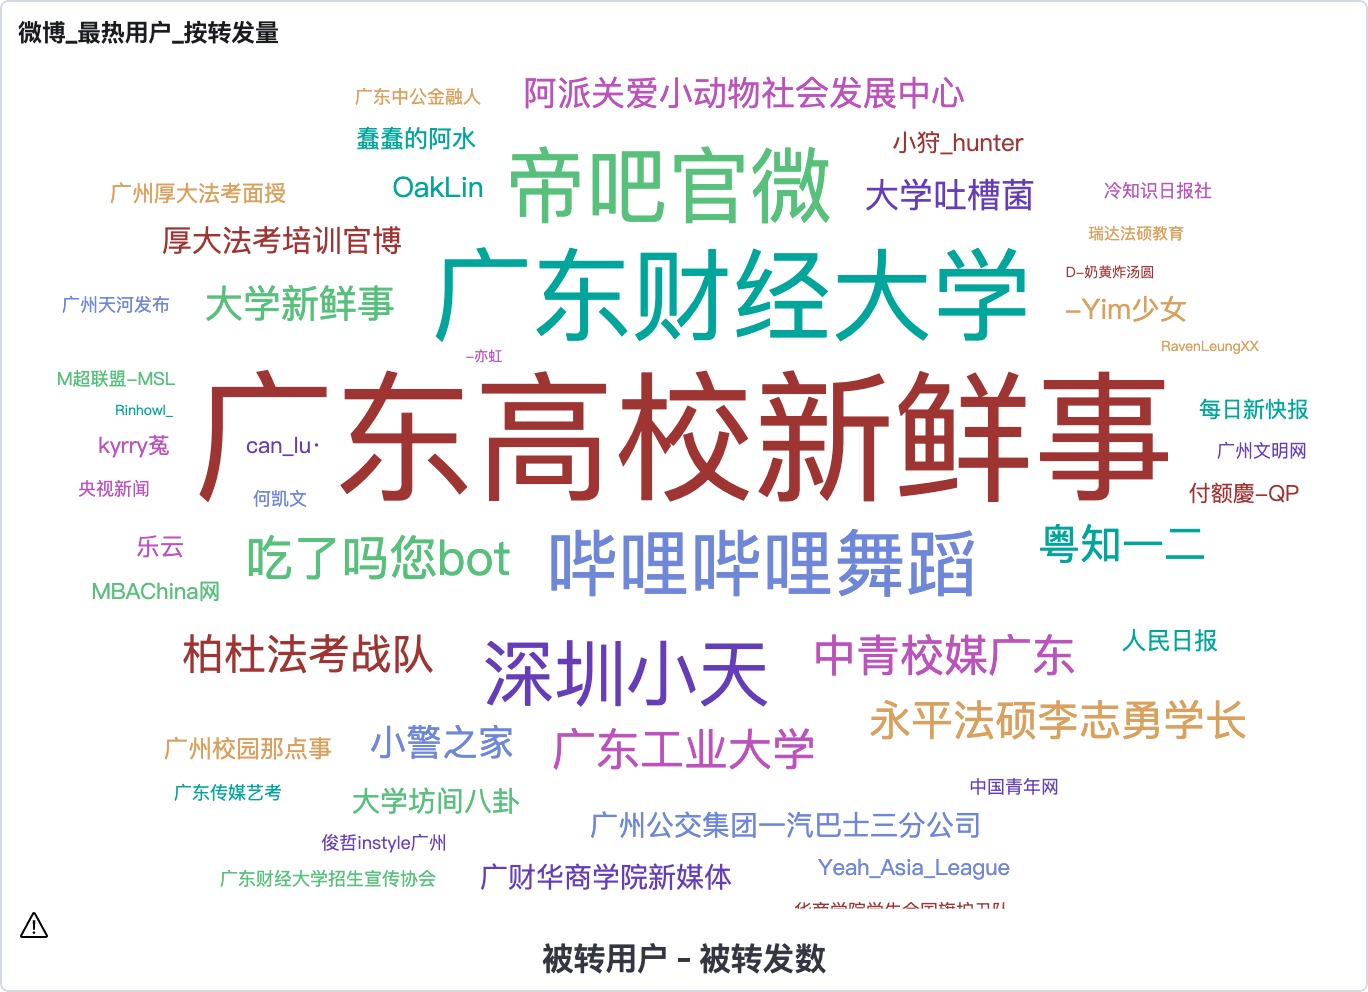 微博_最热用户_按转发量
阿派关爱小动物社会发展中心
广东中公金融人
蠢蠢的阿水
小狩_hunter
OakLin
帝吧官微
大学吐槽菌
冷知识日报社
广州厚大法考面授
瑞达法硕教育
厚大法考培训官博
D-奶黄炸汤圆
广东财经大学
广州天河发布
大学新鲜事
-Yim少女
RavenLeungXX
-亦虹
M超联盟-MSL
Rinhowl_
每日新快报
kyrry菟
can_lu·
广东高校新鲜事
广州文明网
央视新闻
何凯文
付额慶-QP
乐云
吃了吗您bot
哔哩哔哩舞蹈
粤知一二
MBAChina网
柏杜法考战队
深圳小天
中青校媒广东
人民日报
永平法硕李志勇学长
广州校园那点事
小警之家
广东工业大学
广东传媒艺考
大学坊间八卦
中国青年网
广州公交集团一汽巴士三分公司
俊哲instyle广州
广东财经大学招生宣传协会
广财华商学院新媒体
Yeah_Asia_League
被转用户 - 被转发数